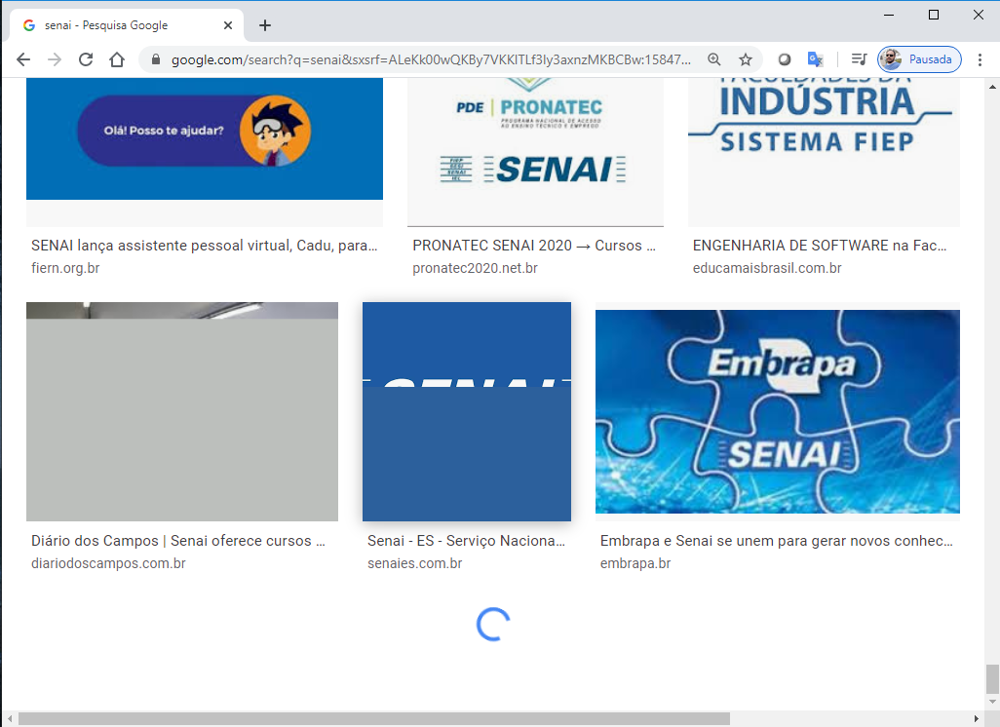 senai - Pesquisa Google
google.com/search?q=senai&sxsrf=ALeKk00wQKBy7VKKlTLf3ly3axnzMKBCBw:15847...
Pausada
Olá! Posso te ajudar?
PDE | PRONATEC
PROGRAMA NACIONAL DE ACESSO
AO ENSINO TÉCNICO E EMPREGO
FIEP
SESI
SENAI
IEL
SENAI
FACULDADES DA
INDÚSTRIA
SISTEMA FIEP
SENAI lança assistente pessoal virtual, Cadu, para...
fiern.org.br
PRONATEC SENAI 2020 → Cursos ...
pronatec2020.net.br
ENGENHARIA DE SOFTWARE na Fac...
educamaisbrasil.com.br
SENAI
Embrapa
SENAI
Diário dos Campos | Senai oferece cursos ...
diariodoscampos.com.br
Senai - ES - Serviço Naciona...
senaies.com.br
Embrapa e Senai se unem para gerar novos conhec...
embrapa.br